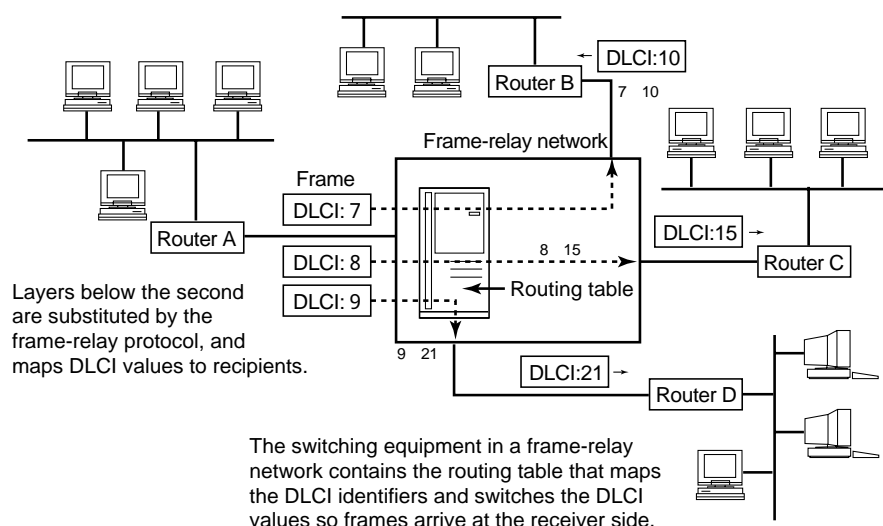 DLCI:10
Router B
7 10
Frame-relay network
Frame
DLCI: 7
Router A
DLCI: 8
8 15
DLCI:15
Router C
DLCI: 9
Routing table
Layers below the second
are substituted by the
frame-relay protocol, and
maps DLCI values to recipients.
9 21
DLCI:21
Router D
The switching equipment in a frame-relay
network contains the routing table that maps
the DLCI identifiers and switches the DLCI
values so frames arrive at the receiver side.